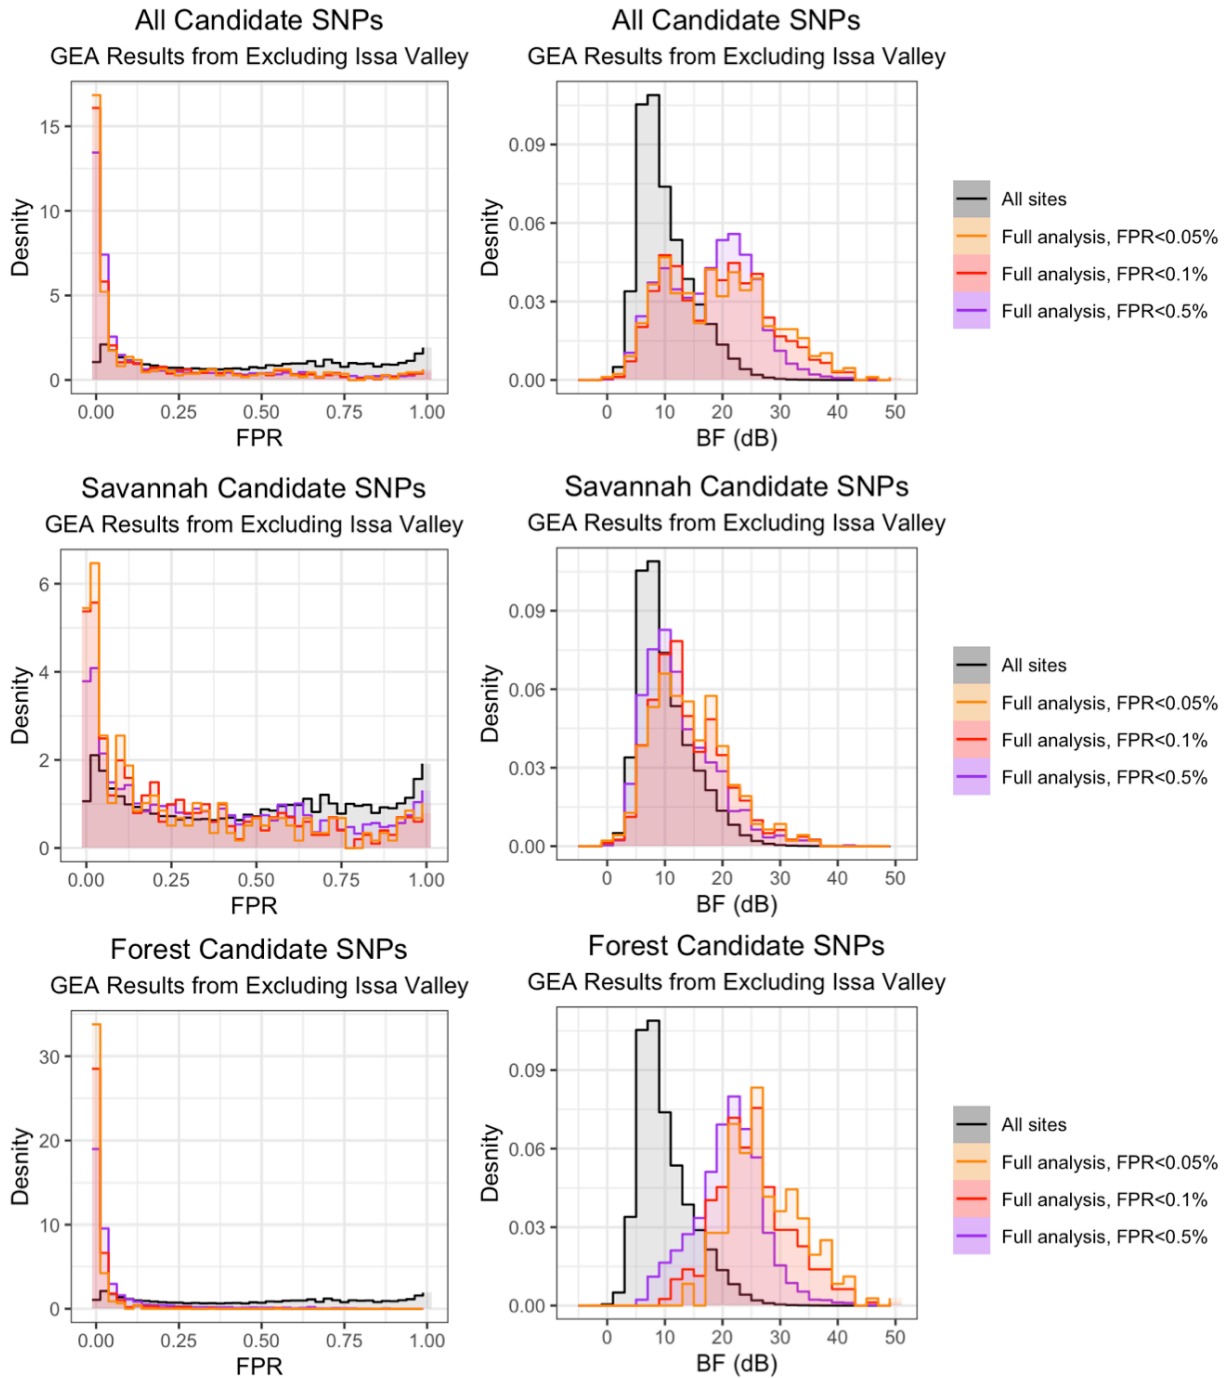 All Candidate SNPs
GEA Results from Excluding Issa Valley
Desnity
15
10
5
0
0.00 0.25 0.50 0.75 1.00
FPR
All Candidate SNPs
GEA Results from Excluding Issa Valley
Desnity
0.09
0.06
0.03
0.00
0 10 20 30 40 50
BF (dB)
All sites
Full analysis, FPR<0.05%
Full analysis, FPR<0.1%
Full analysis, FPR<0.5%
Savannah Candidate SNPs
GEA Results from Excluding Issa Valley
Desnity
6
4
2
0
0.00 0.25 0.50 0.75 1.00
FPR
Savannah Candidate SNPs
GEA Results from Excluding Issa Valley
Desnity
0.09
0.06
0.03
0.00
0 10 20 30 40 50
BF (dB)
All sites
Full analysis, FPR<0.05%
Full analysis, FPR<0.1%
Full analysis, FPR<0.5%
Forest Candidate SNPs
GEA Results from Excluding Issa Valley
Desnity
30
20
10
0
0.00 0.25 0.50 0.75 1.00
FPR
Forest Candidate SNPs
GEA Results from Excluding Issa Valley
Desnity
0.09
0.06
0.03
0.00
0 10 20 30 40 50
BF (dB)
All sites
Full analysis, FPR<0.05%
Full analysis, FPR<0.1%
Full analysis, FPR<0.5%